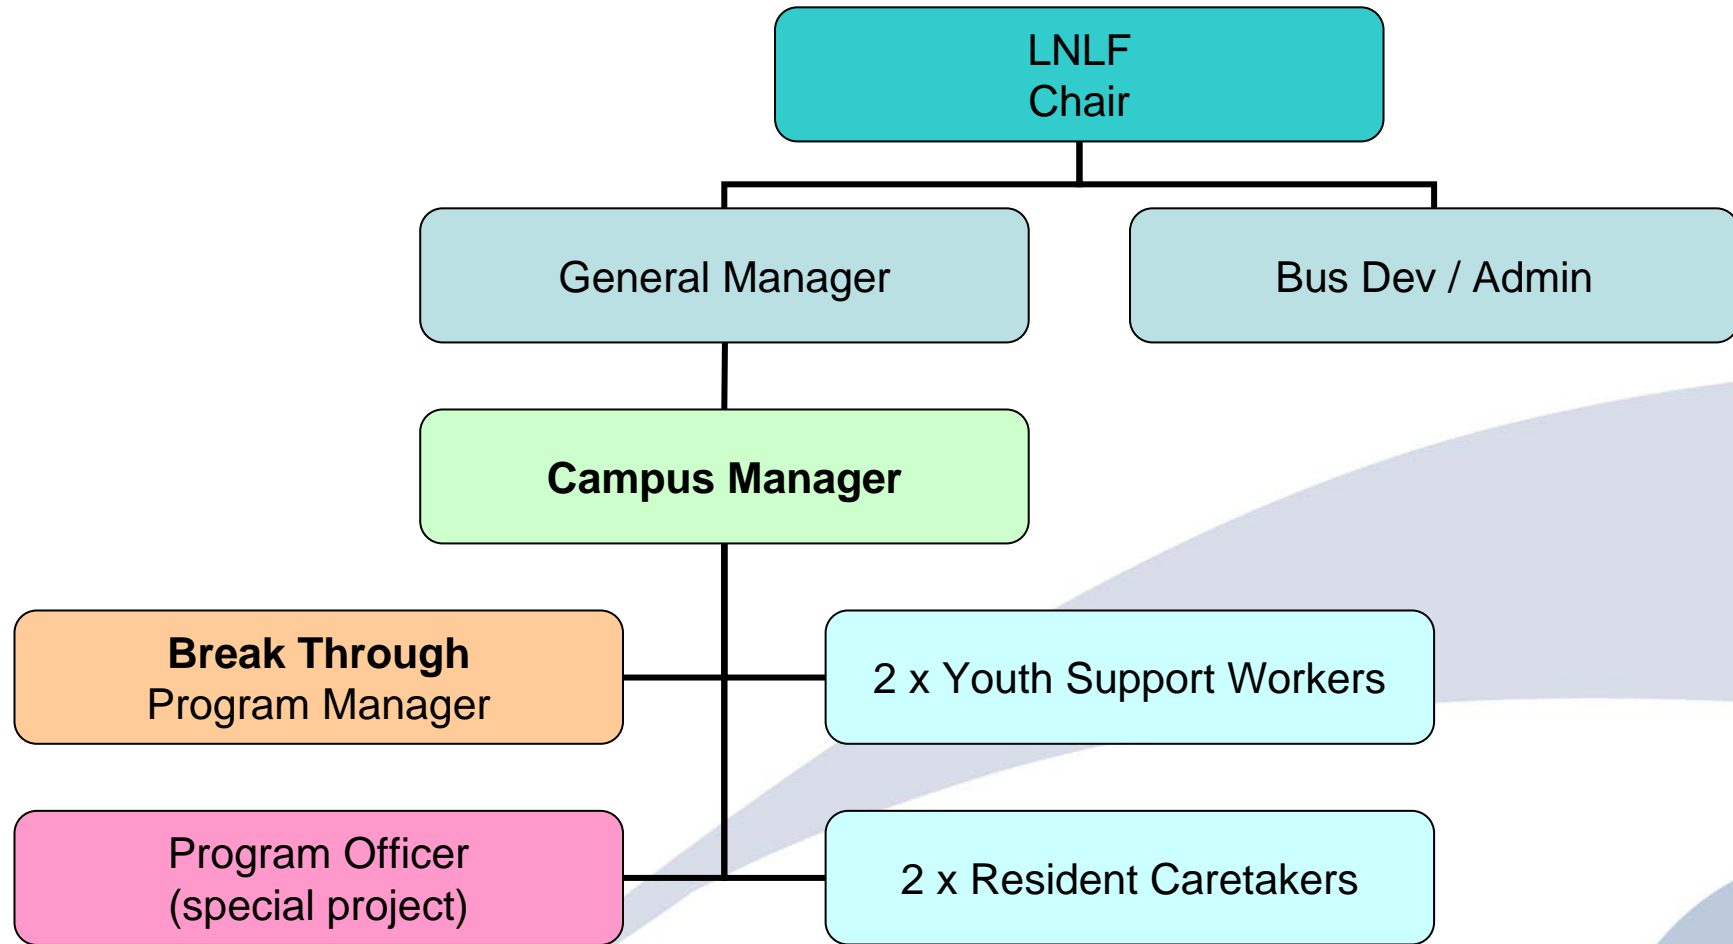 LNLF
Chair
General Manager
Bus Dev / Admin
Campus Manager
Break Through
Program Manager
2 x Youth Support Workers
Program Officer
(special project)
2 x Resident Caretakers